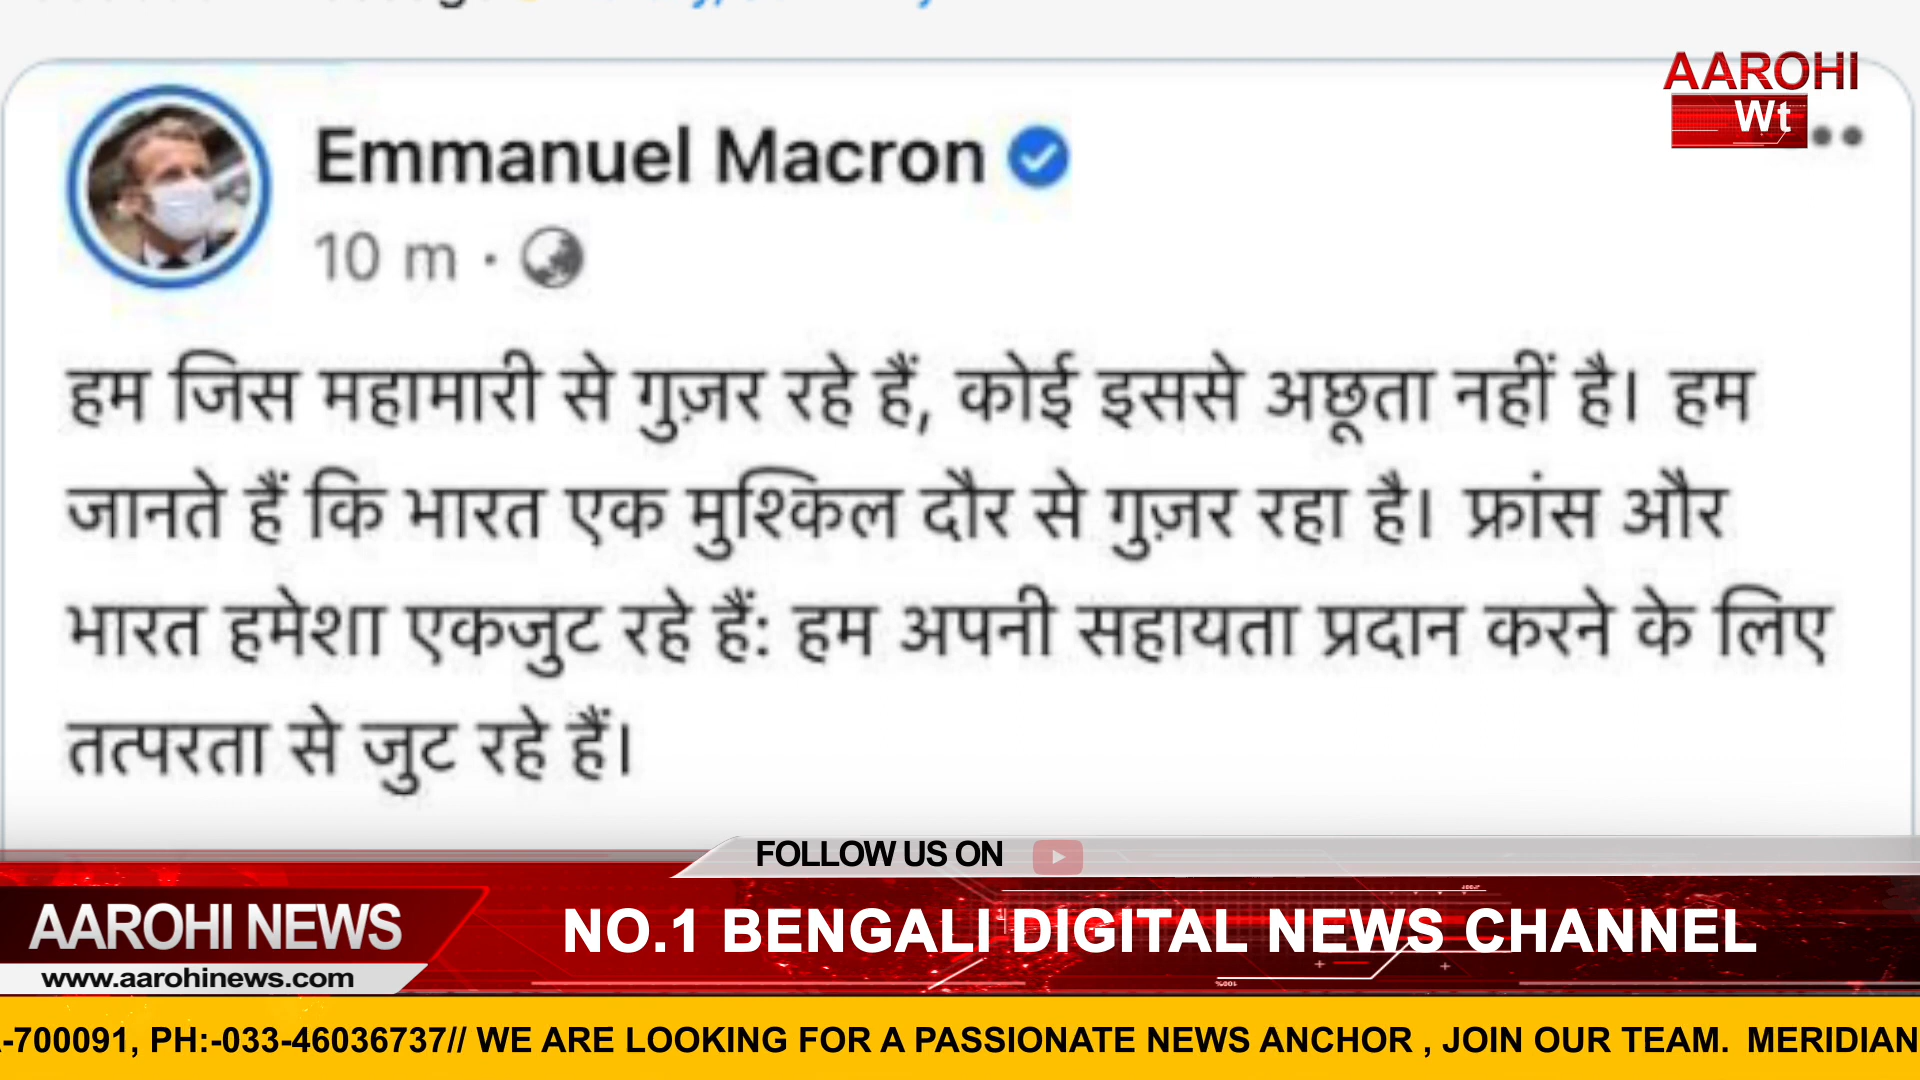 AAROHI
Wt
Emmanuel Macron
10 m ·
हम जिस महामारी से गुज़र रहे हैं, कोई इससे अछूता नहीं है। हम
जानते हैं कि भारत एक मुश्किल दौर से गुज़र रहा है। फ्रांस और
भारत हमेशा एकजुट रहे हैं: हम अपनी सहायता प्रदान करने के लिए
तत्परता से जुट रहे हैं।
FOLLOW US ON
AAROHI NEWS
NO.1 BENGALI DIGITAL NEWS CHANNEL
www.aarohinews.com
-700091, PH:-033-46036737// WE ARE LOOKING FOR A PASSIONATE NEWS ANCHOR , JOIN OUR TEAM. MERIDIAN